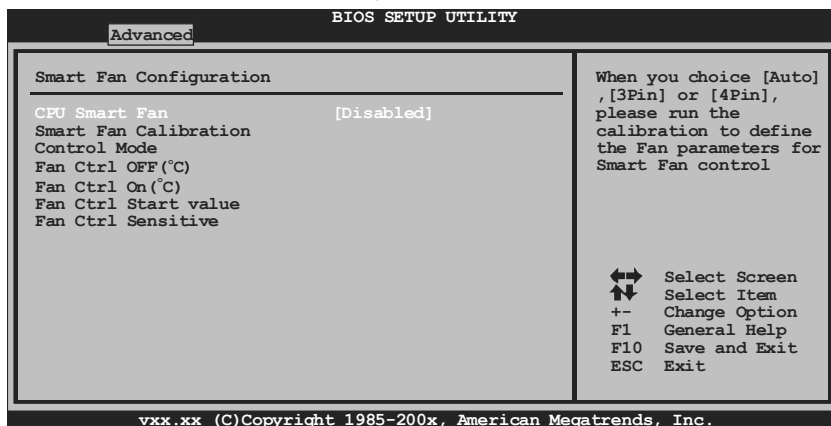 BIOS SETUP UTILITY
Advanced
Smart Fan Configuration
CPU Smart Fan [Disabled]
Smart Fan Calibration
Control Mode
Fan Ctrl OFF(°C)
Fan Ctrl On(°C)
Fan Ctrl Start value
Fan Ctrl Sensitive
When you choice [Auto]
,[3Pin] or [4Pin],
please run the
calibration to define
the Fan parameters for
Smart Fan control
Select Screen
Select Item
+- Change Option
F1 General Help
F10 Save and Exit
ESC Exit
vxx.xx (C)Copyright 1985-200x, American Megatrends, Inc.